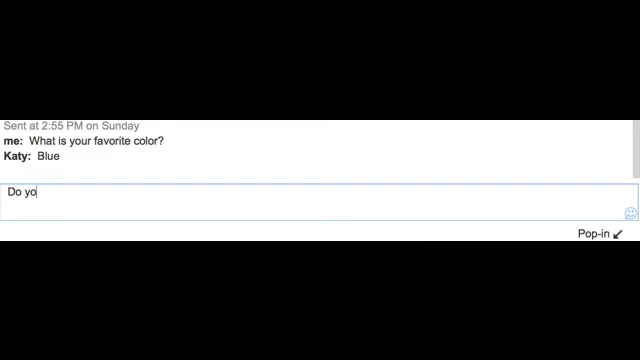 Sent at 2:55 PM on Sunday
me: What is your favorite color?
Katy: Blue
Do yo
Pop-in